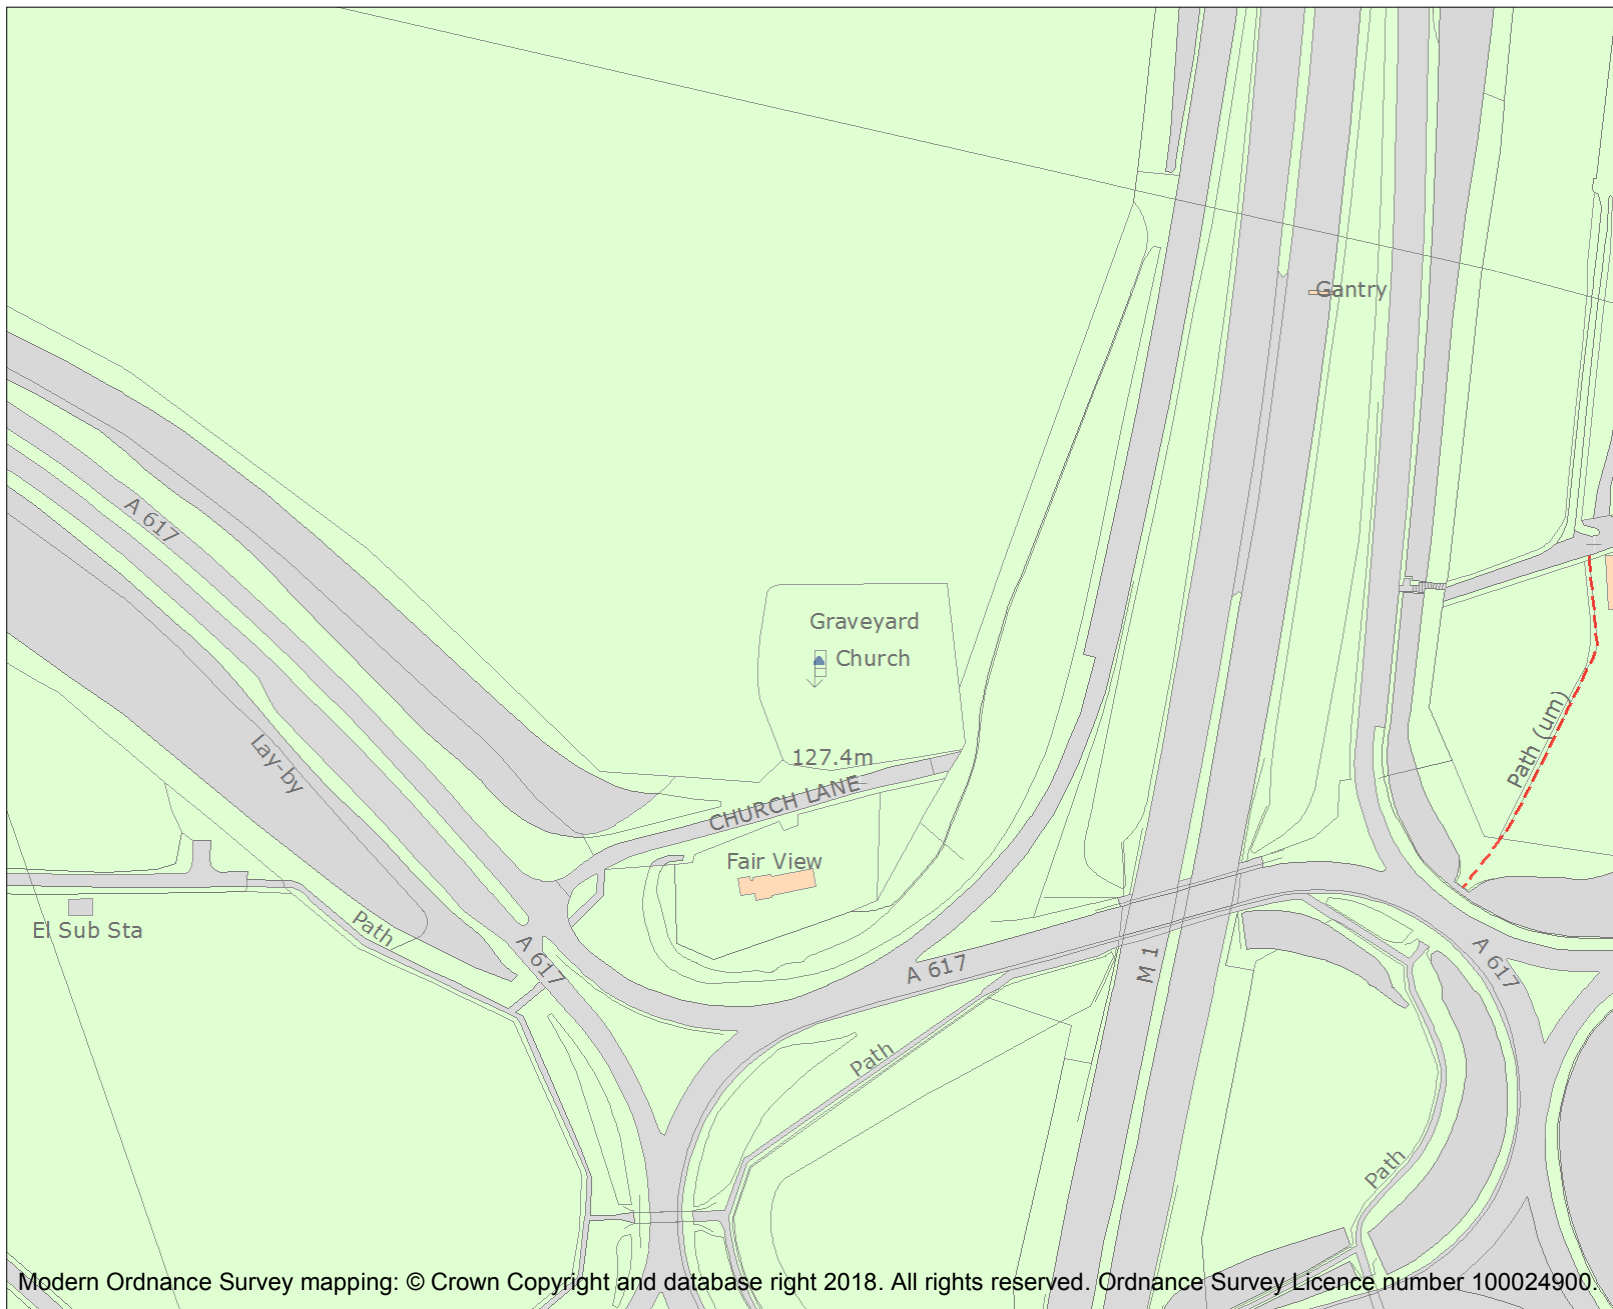 Gantry
A 617
Graveyard
Church
Path (um)
Lay-by
127.4m
CHURCH LANE
Fair View
El Sub Sta
Path
A 617
A 617
M 1
A 617
Path
Path
Modern Ordnance Survey mapping: © Crown Copyright and database right 2018. All rights reserved. Ordnance Survey Licence number 100024900.